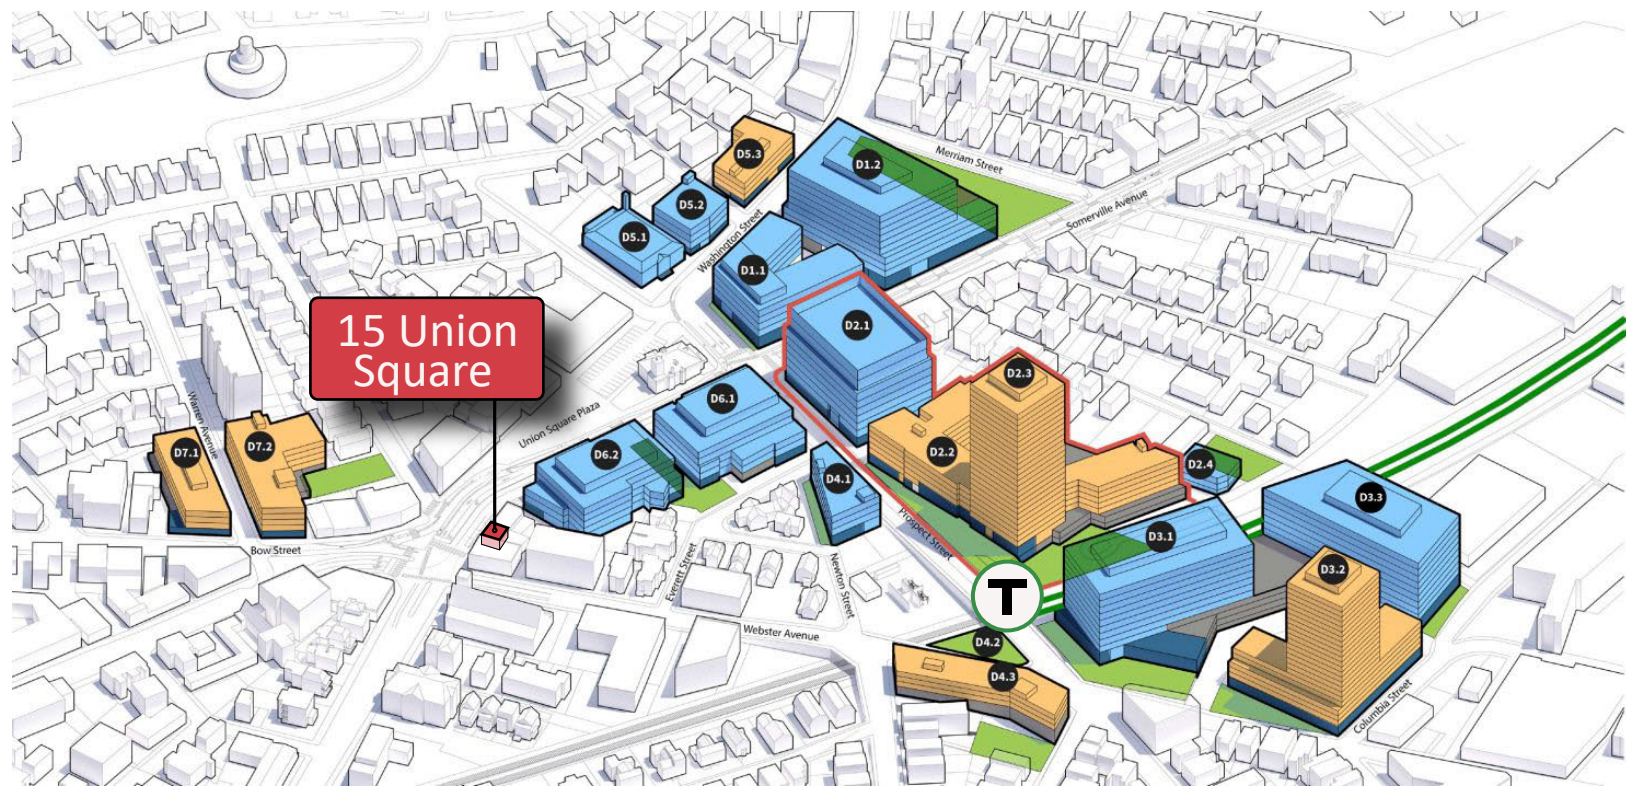 D5.3
D1.2
Merriam Street
D5.2
Somerville Avenue
D5.1
Washington Street
D1.1
15 Union
Square
D2.1
D2.3
D6.1
Warren Avenue
Union Square Plaza
D7.1
D7.2
D6.2
D2.2
D2.4
D4.1
D3.3
Prospect Street
D3.1
Bow Street
Everett Street
Newton Street
D3.2
T
Webster Avenue
D4.2
D4.3
Columbia Street